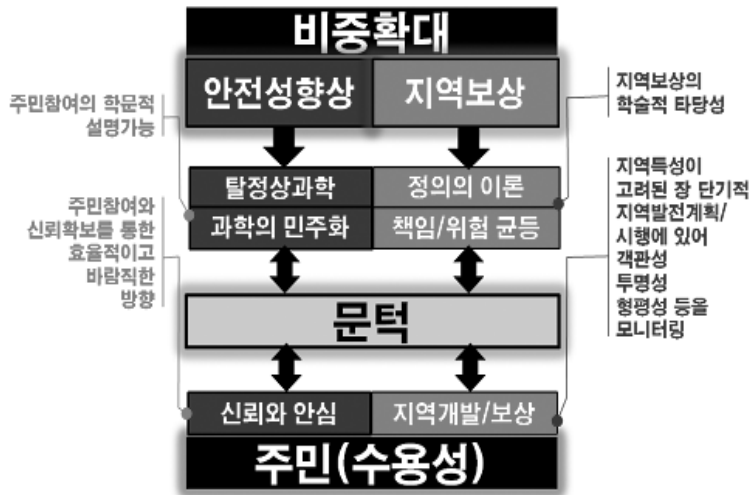 비중확대
안전성향상
지역보상
주민참여의 학문적
설명가능
지역보상의
학술적 타당성
탈정상과학
정의의 이론
과학의 민주화
책임/위험 균등
주민참여와
신뢰확보를 통한
효율적이고
바람직한
방향
지역특성이
고려된 장 단기적
지역발전계획/
시행에 있어
객관성
투명성
형평성 등을
모니터링
문턱
신뢰와 안심
지역개발/보상
주민(수용성)